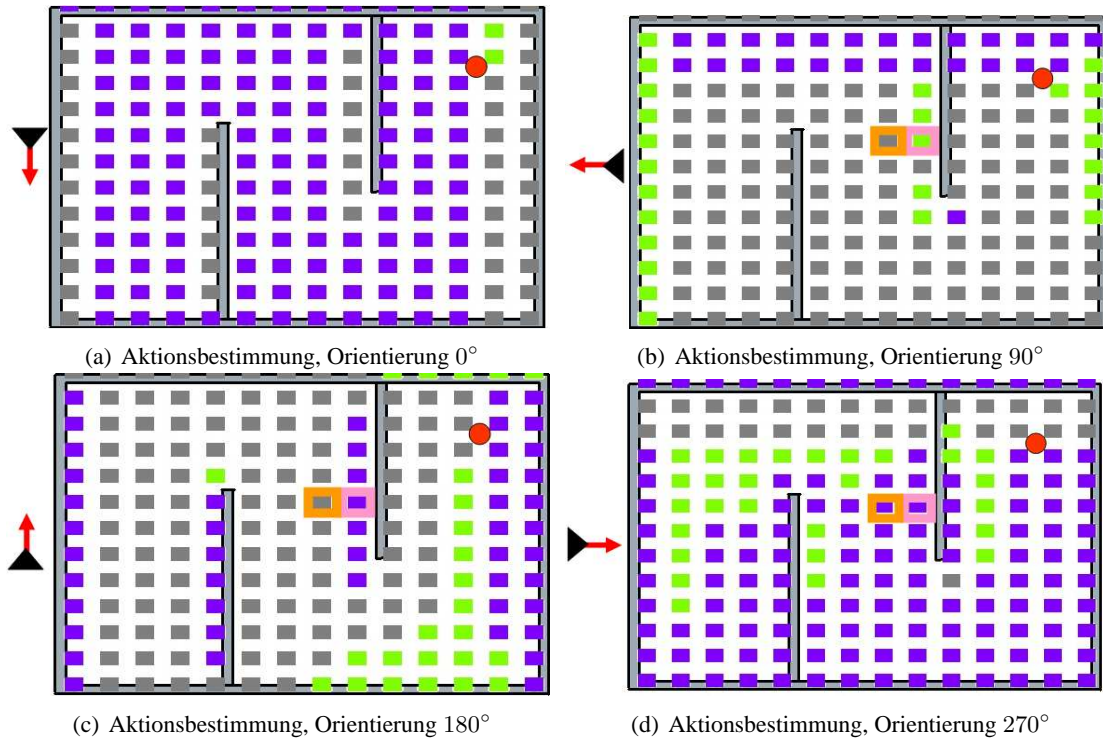 (a) Aktionsbestimmung, Orientierung 0°
(b) Aktionsbestimmung, Orientierung 90°
(c) Aktionsbestimmung, Orientierung 180°
(d) Aktionsbestimmung, Orientierung 270°